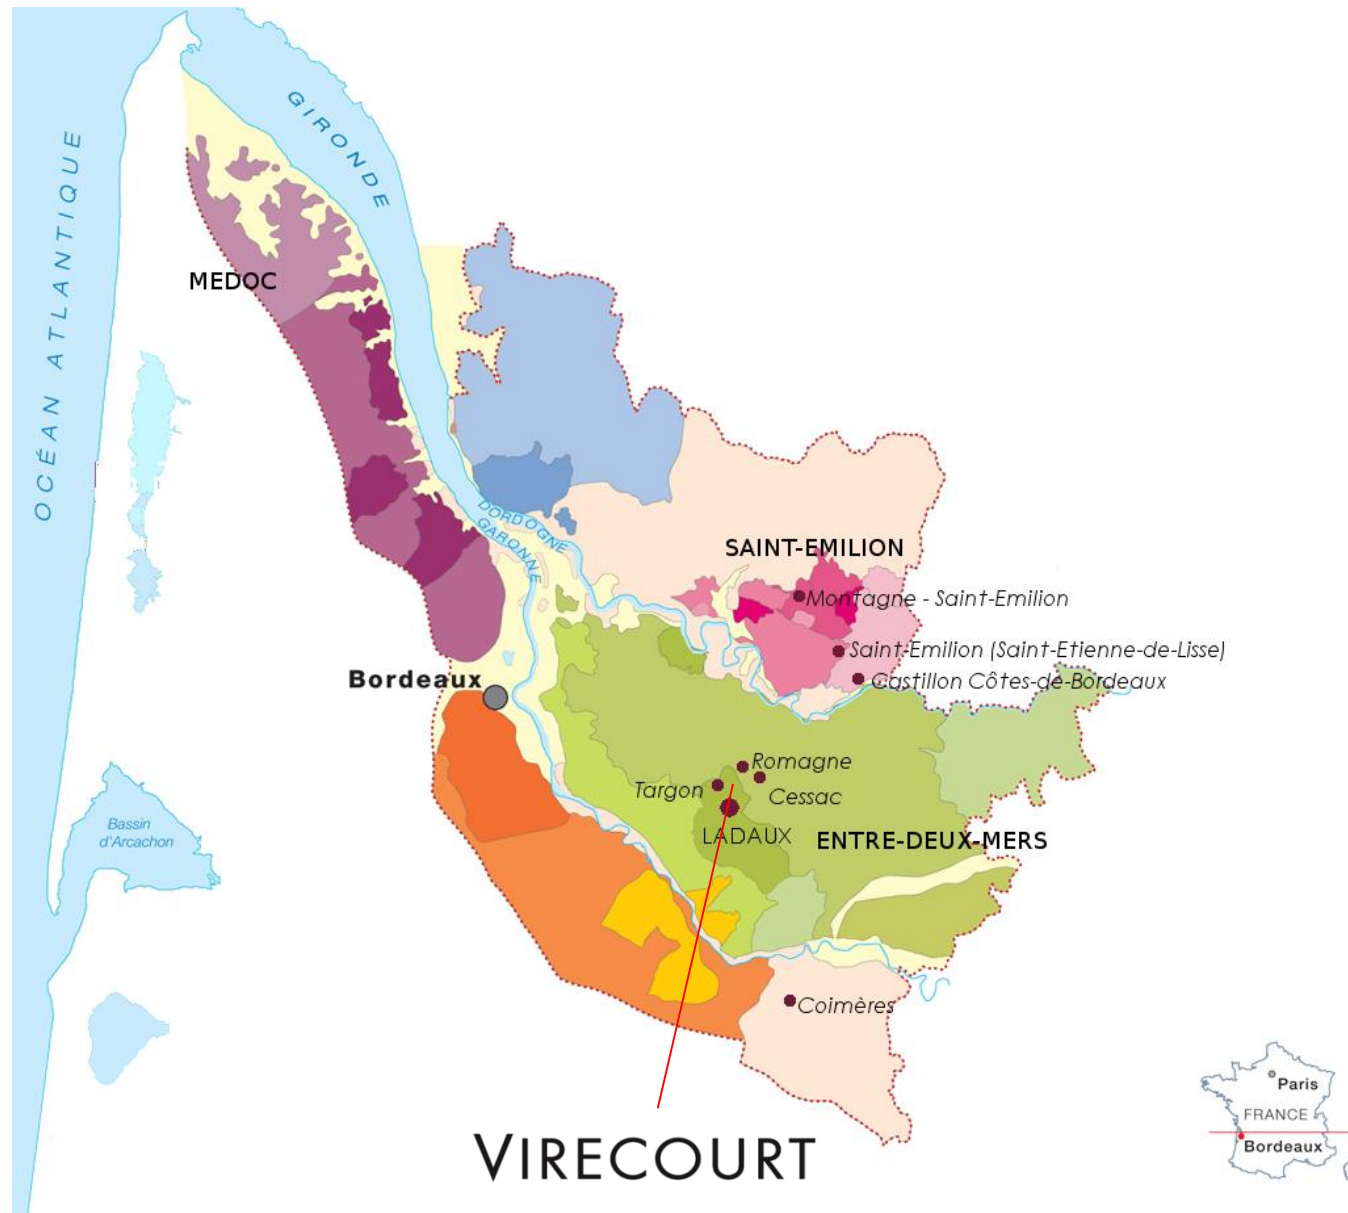 OCÉAN ATLANTIQUE
GIRONDE
MEDOC
DORDOGNE
GARONNE
SAINT-EMILION
Montagne - Saint-Emilion
Saint-Emilion (Saint-Etienne-de-Lisse)
Castillon Côtes-de-Bordeaux
Bordeaux
Romagne
Targon
Cessac
LADAUX
ENTRE-DEUX-MERS
Bassin
d'Arcachon
Coimères
VIRECOURT
Paris
FRANCE
Bordeaux